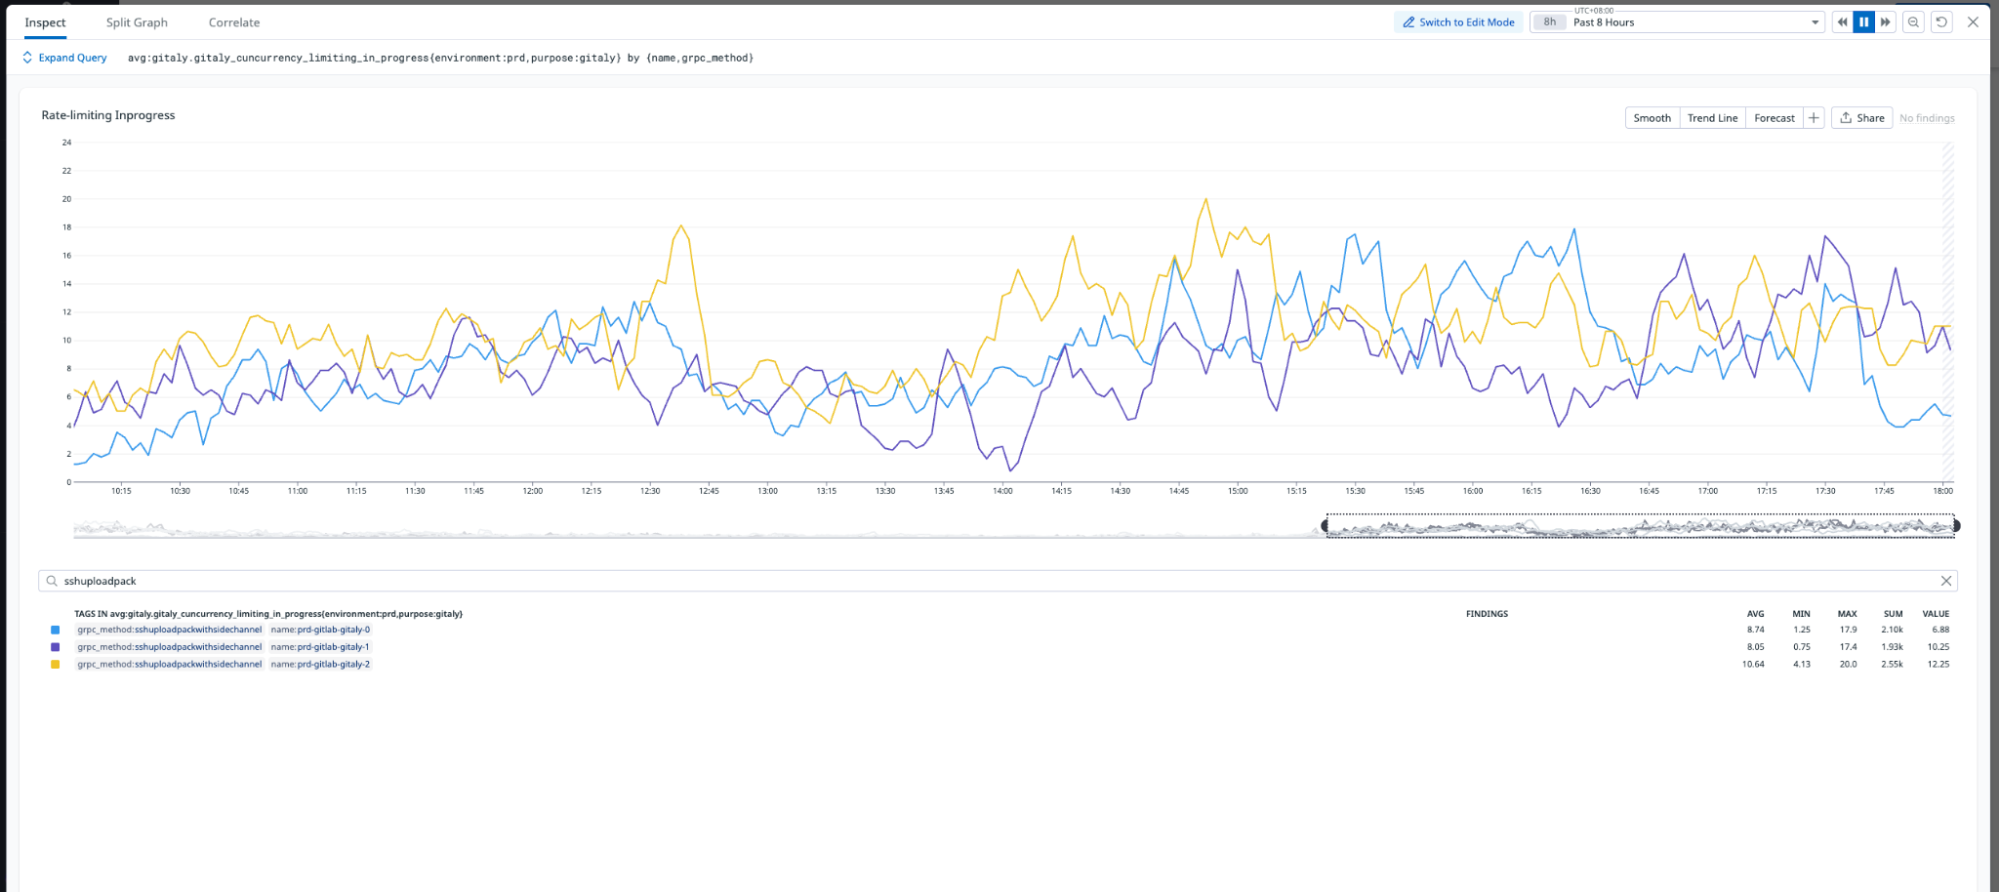 Inspect Split Graph Correlate Switch to Edit Mode 8h UTC+08:00 Past 8 Hours
Expand Query avg:gitaly.gitaly_cuncurrency_limiting_in_progress{environment:prd,purpose:gitaly} by {name,grpc_method}
Rate-limiting Inprogress Smooth Trend Line Forecast + Share No findings
24
22
20
18
16
14
12
10
8
6
4
2
0
10:15 10:30 10:45 11:00 11:15 11:30 11:45 12:00 12:15 12:30 12:45 13:00 13:15 13:30 13:45 14:00 14:15 14:30 14:45 15:00 15:15 15:30 15:45 16:00 16:15 16:30 16:45 17:00 17:15 17:30 17:45 18:00
sshuploadpack
TAGS IN avg:gitaly.gitaly_cuncurrency_limiting_in_progress{environment:prd,purpose:gitaly} FINDINGS AVG MIN MAX SUM VALUE
grpc_method:sshuploadpackwithsidechannel name:prd-gitlab-gitaly-0 8.74 1.25 17.9 2.10k 6.88
grpc_method:sshuploadpackwithsidechannel name:prd-gitlab-gitaly-1 8.05 0.75 17.4 1.93k 10.25
grpc_method:sshuploadpackwithsidechannel name:prd-gitlab-gitaly-2 10.64 4.13 20.0 2.55k 12.25